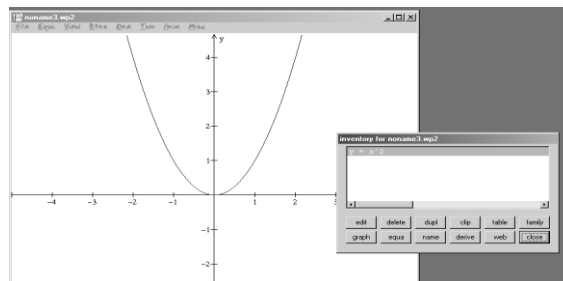 noname3.wp2
File Equa View Btns One Two Anim Misc
y
4
3
2
1
-4 -3 -2 -1 1 2 3
-1
-2
inventory for noname3.wp2
y = x^2
edit delete dupl clip table family
graph equa name derive web close